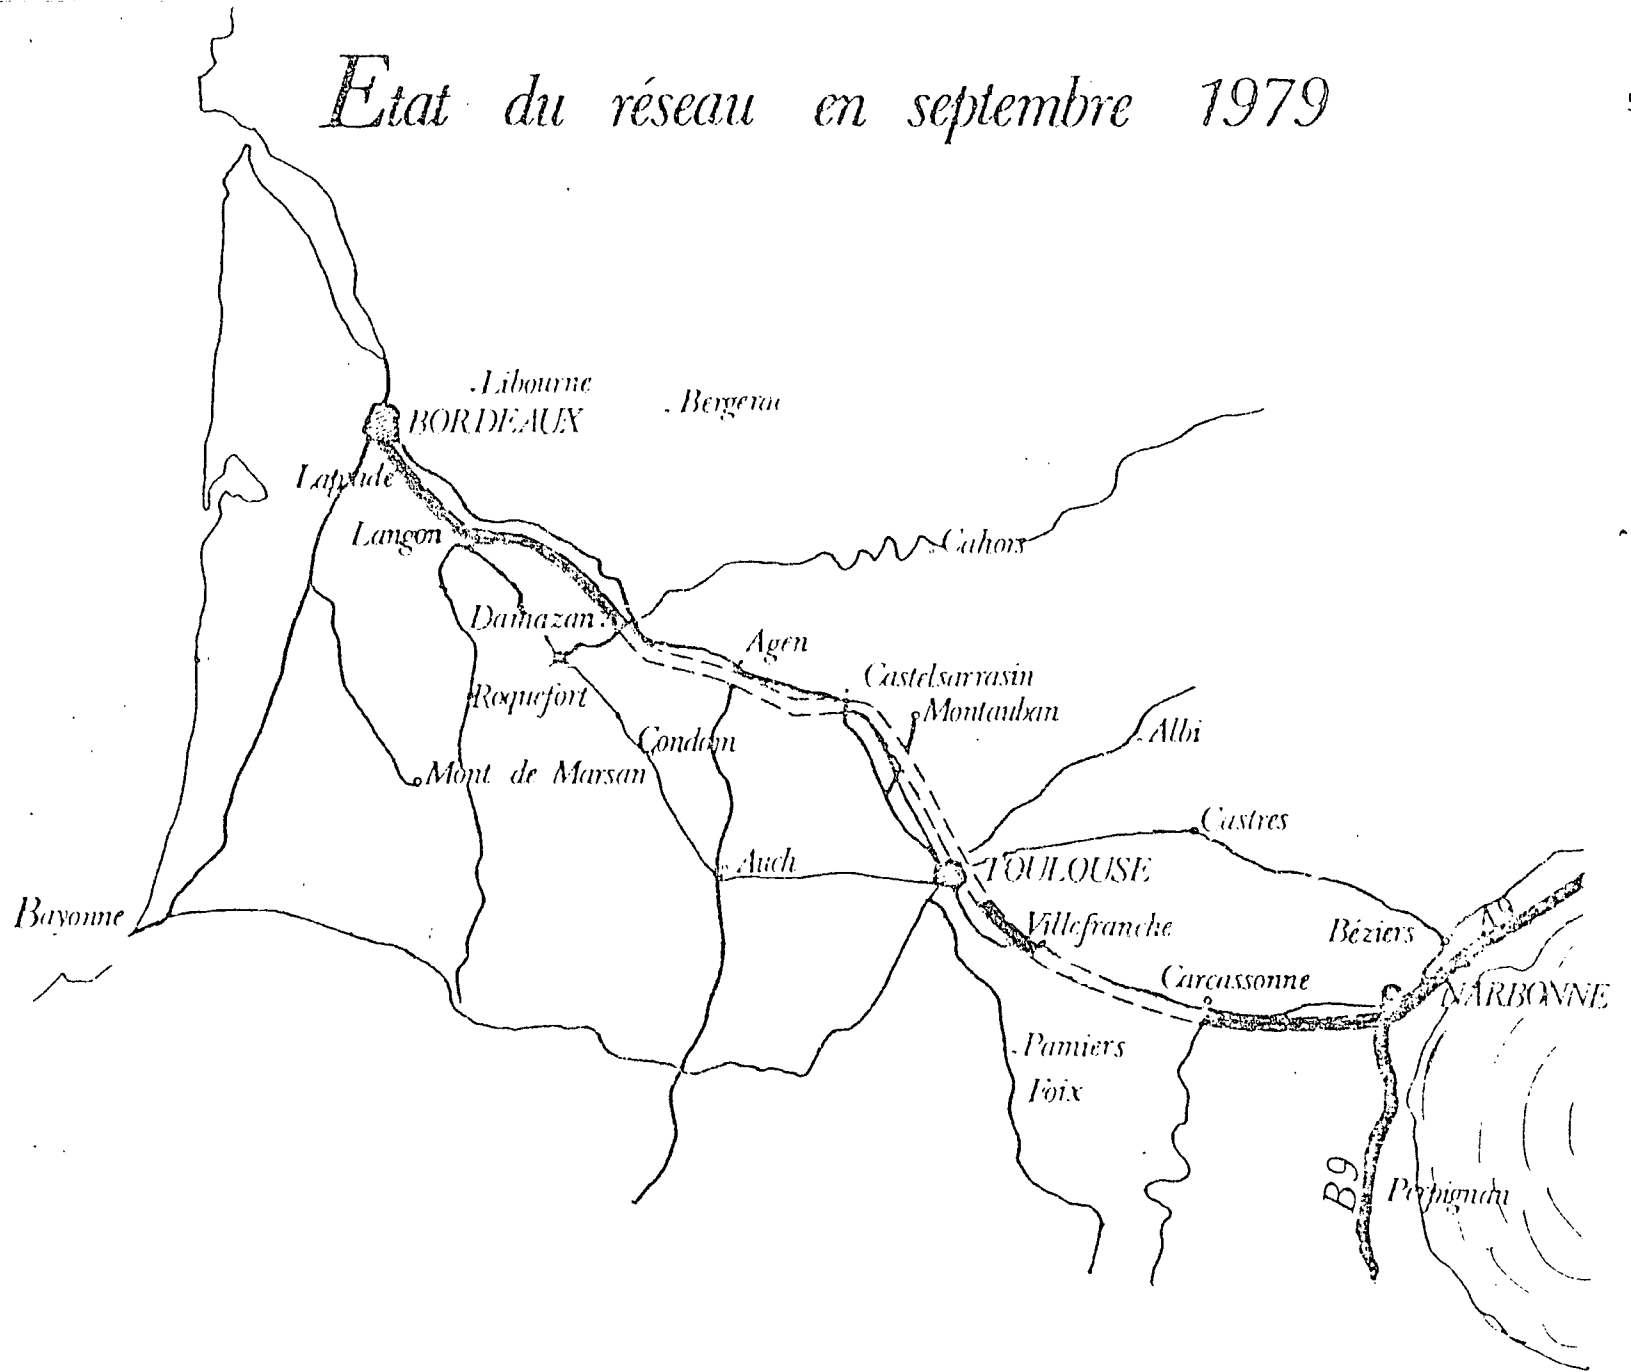 Etat du réseau en septembre 1979
Libourne
BORDEAUX
Bergerac
Langon
Cahors
Damazan
Agen
Castelsarrasin
Roquefort
Montauban
Condom
Albi
Mont de Marsan
Castres
Auch
TOULOUSE
Bayonne
Villefranche
Béziers
A9
Carcassonne
NARBONNE
Pamiers
Foix
B9
Perpignan